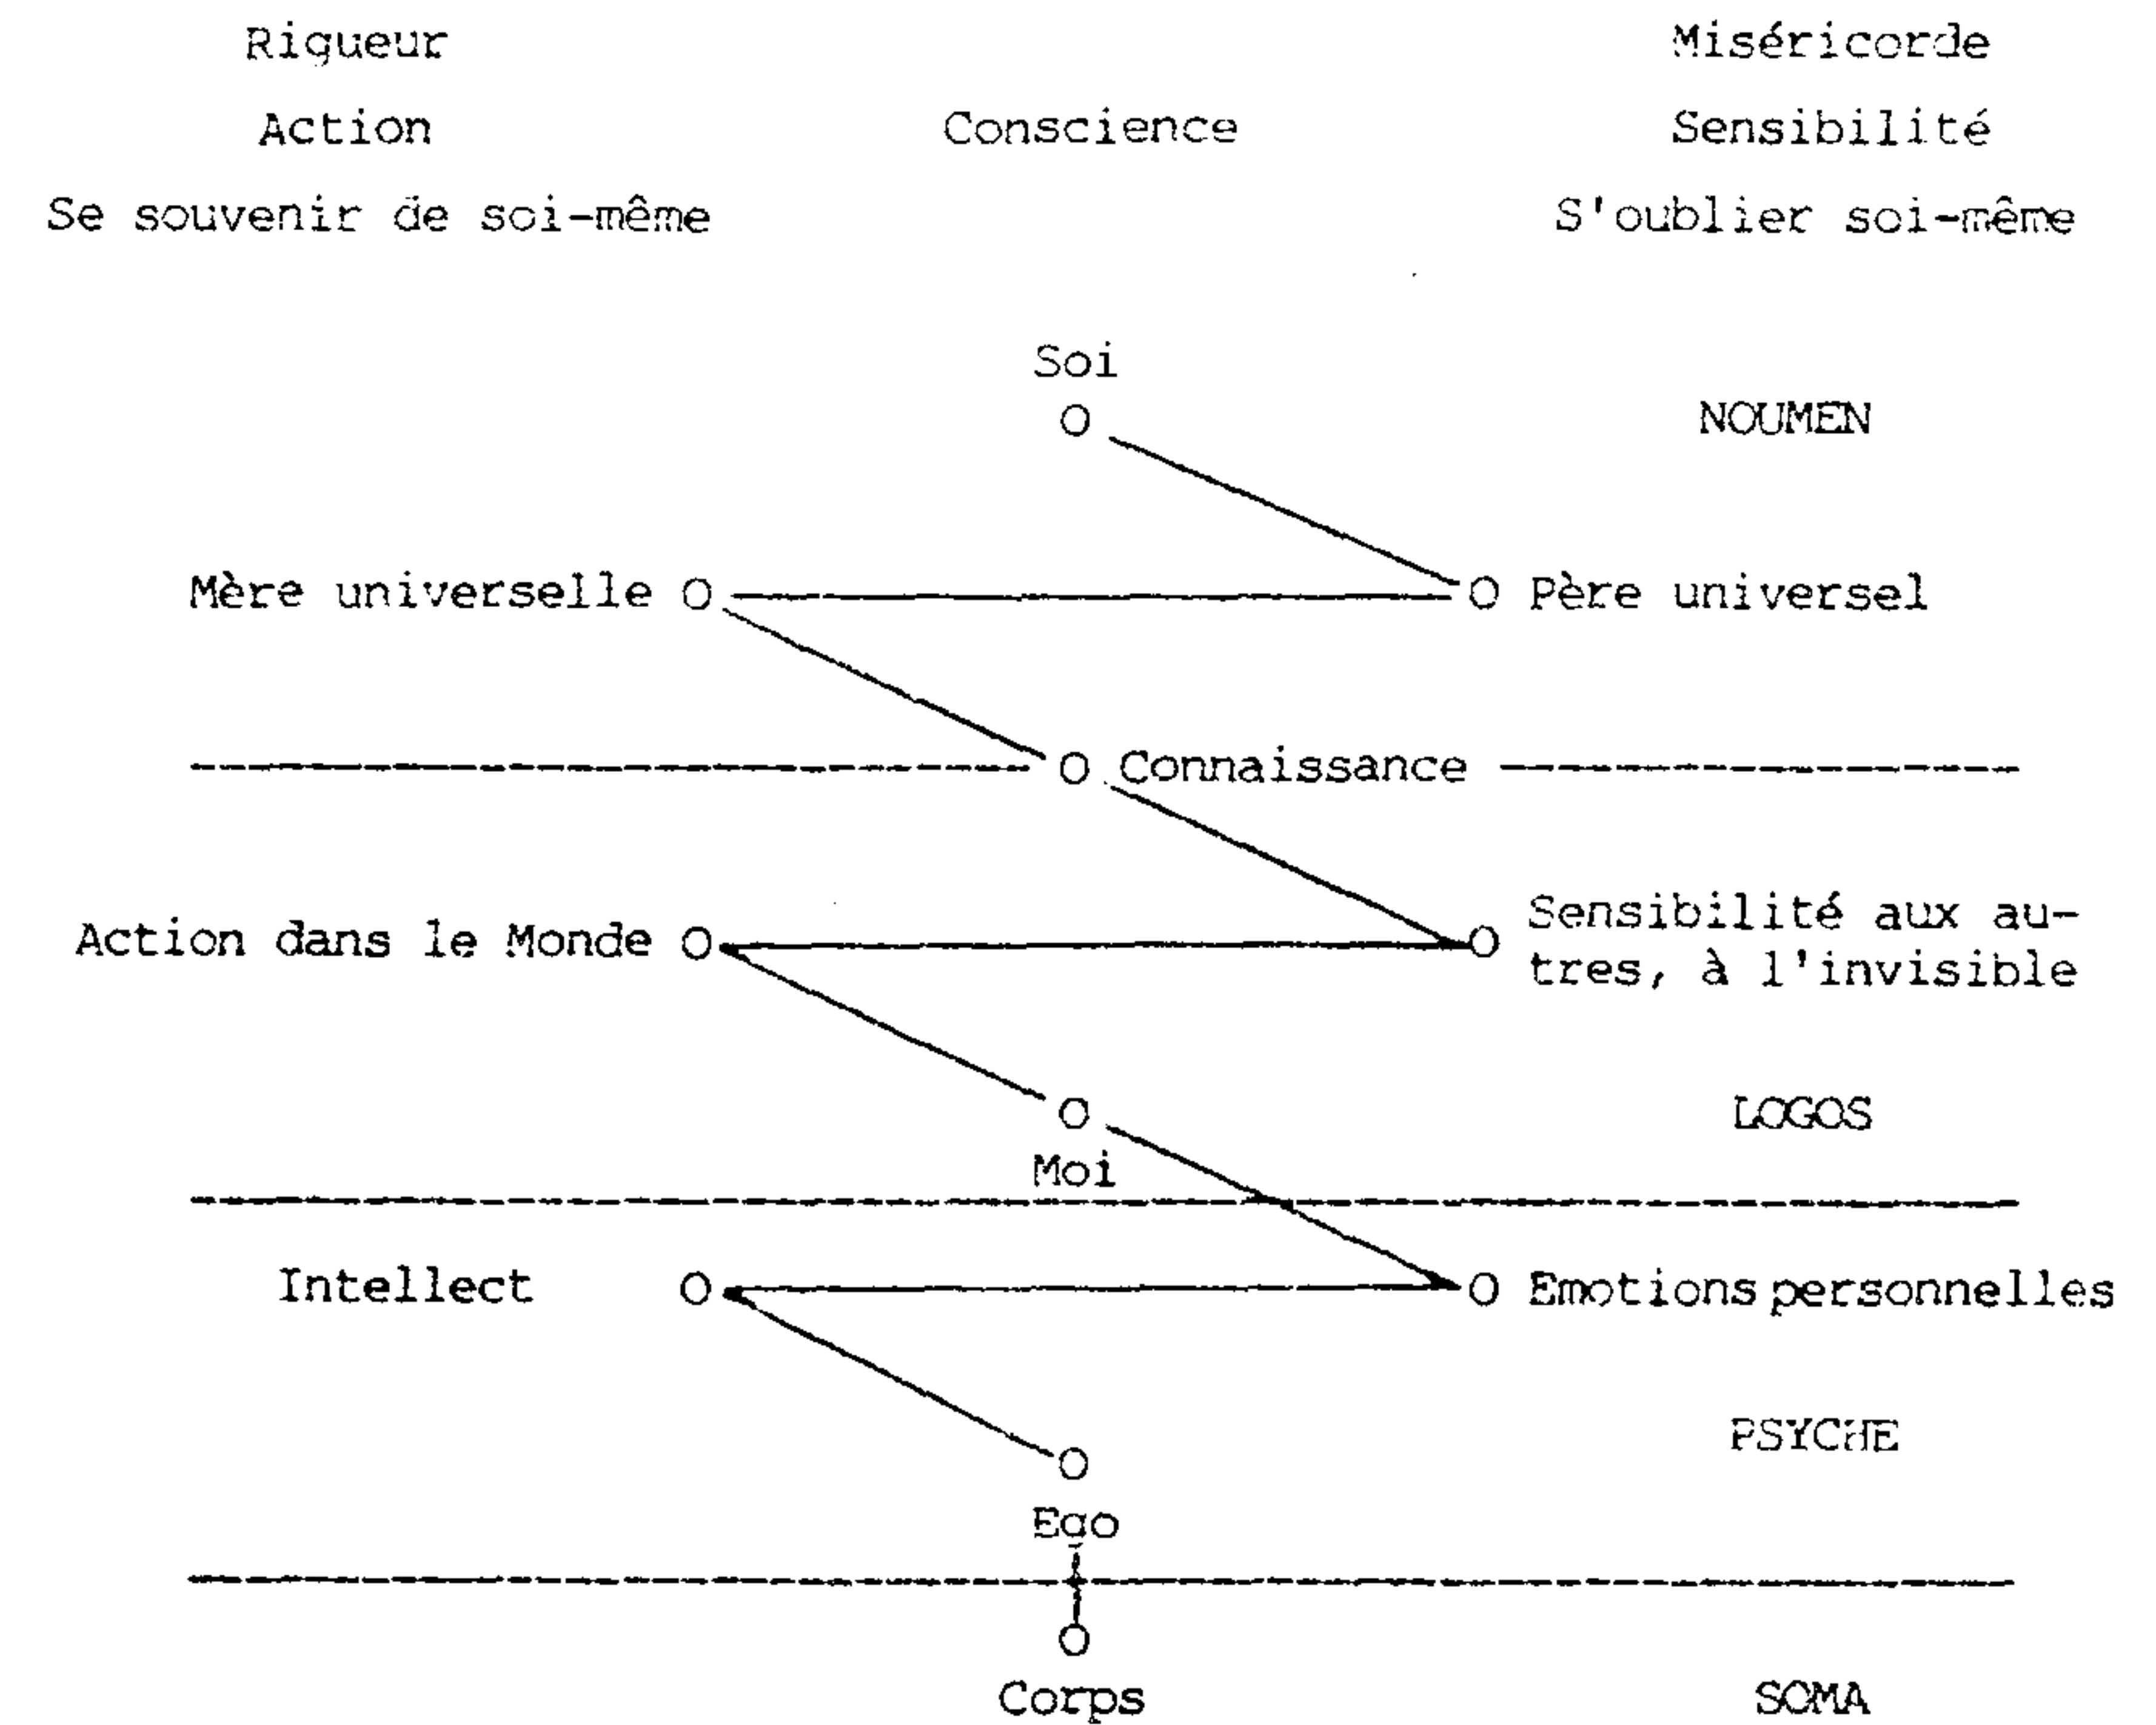 Rigueur Miséricorde
Action Conscience Sensibilité
Se souvenir de soi-même S'oublier soi-même
Soi
NOUMEN
Mère universelle Père universel
Connaissance
Action dans le Monde Sensibilité aux au-
tres, à l'invisible
LOGOS
Moi
Intellect Emotions personnelles
PSYCHE
Ego
Corps SOMA